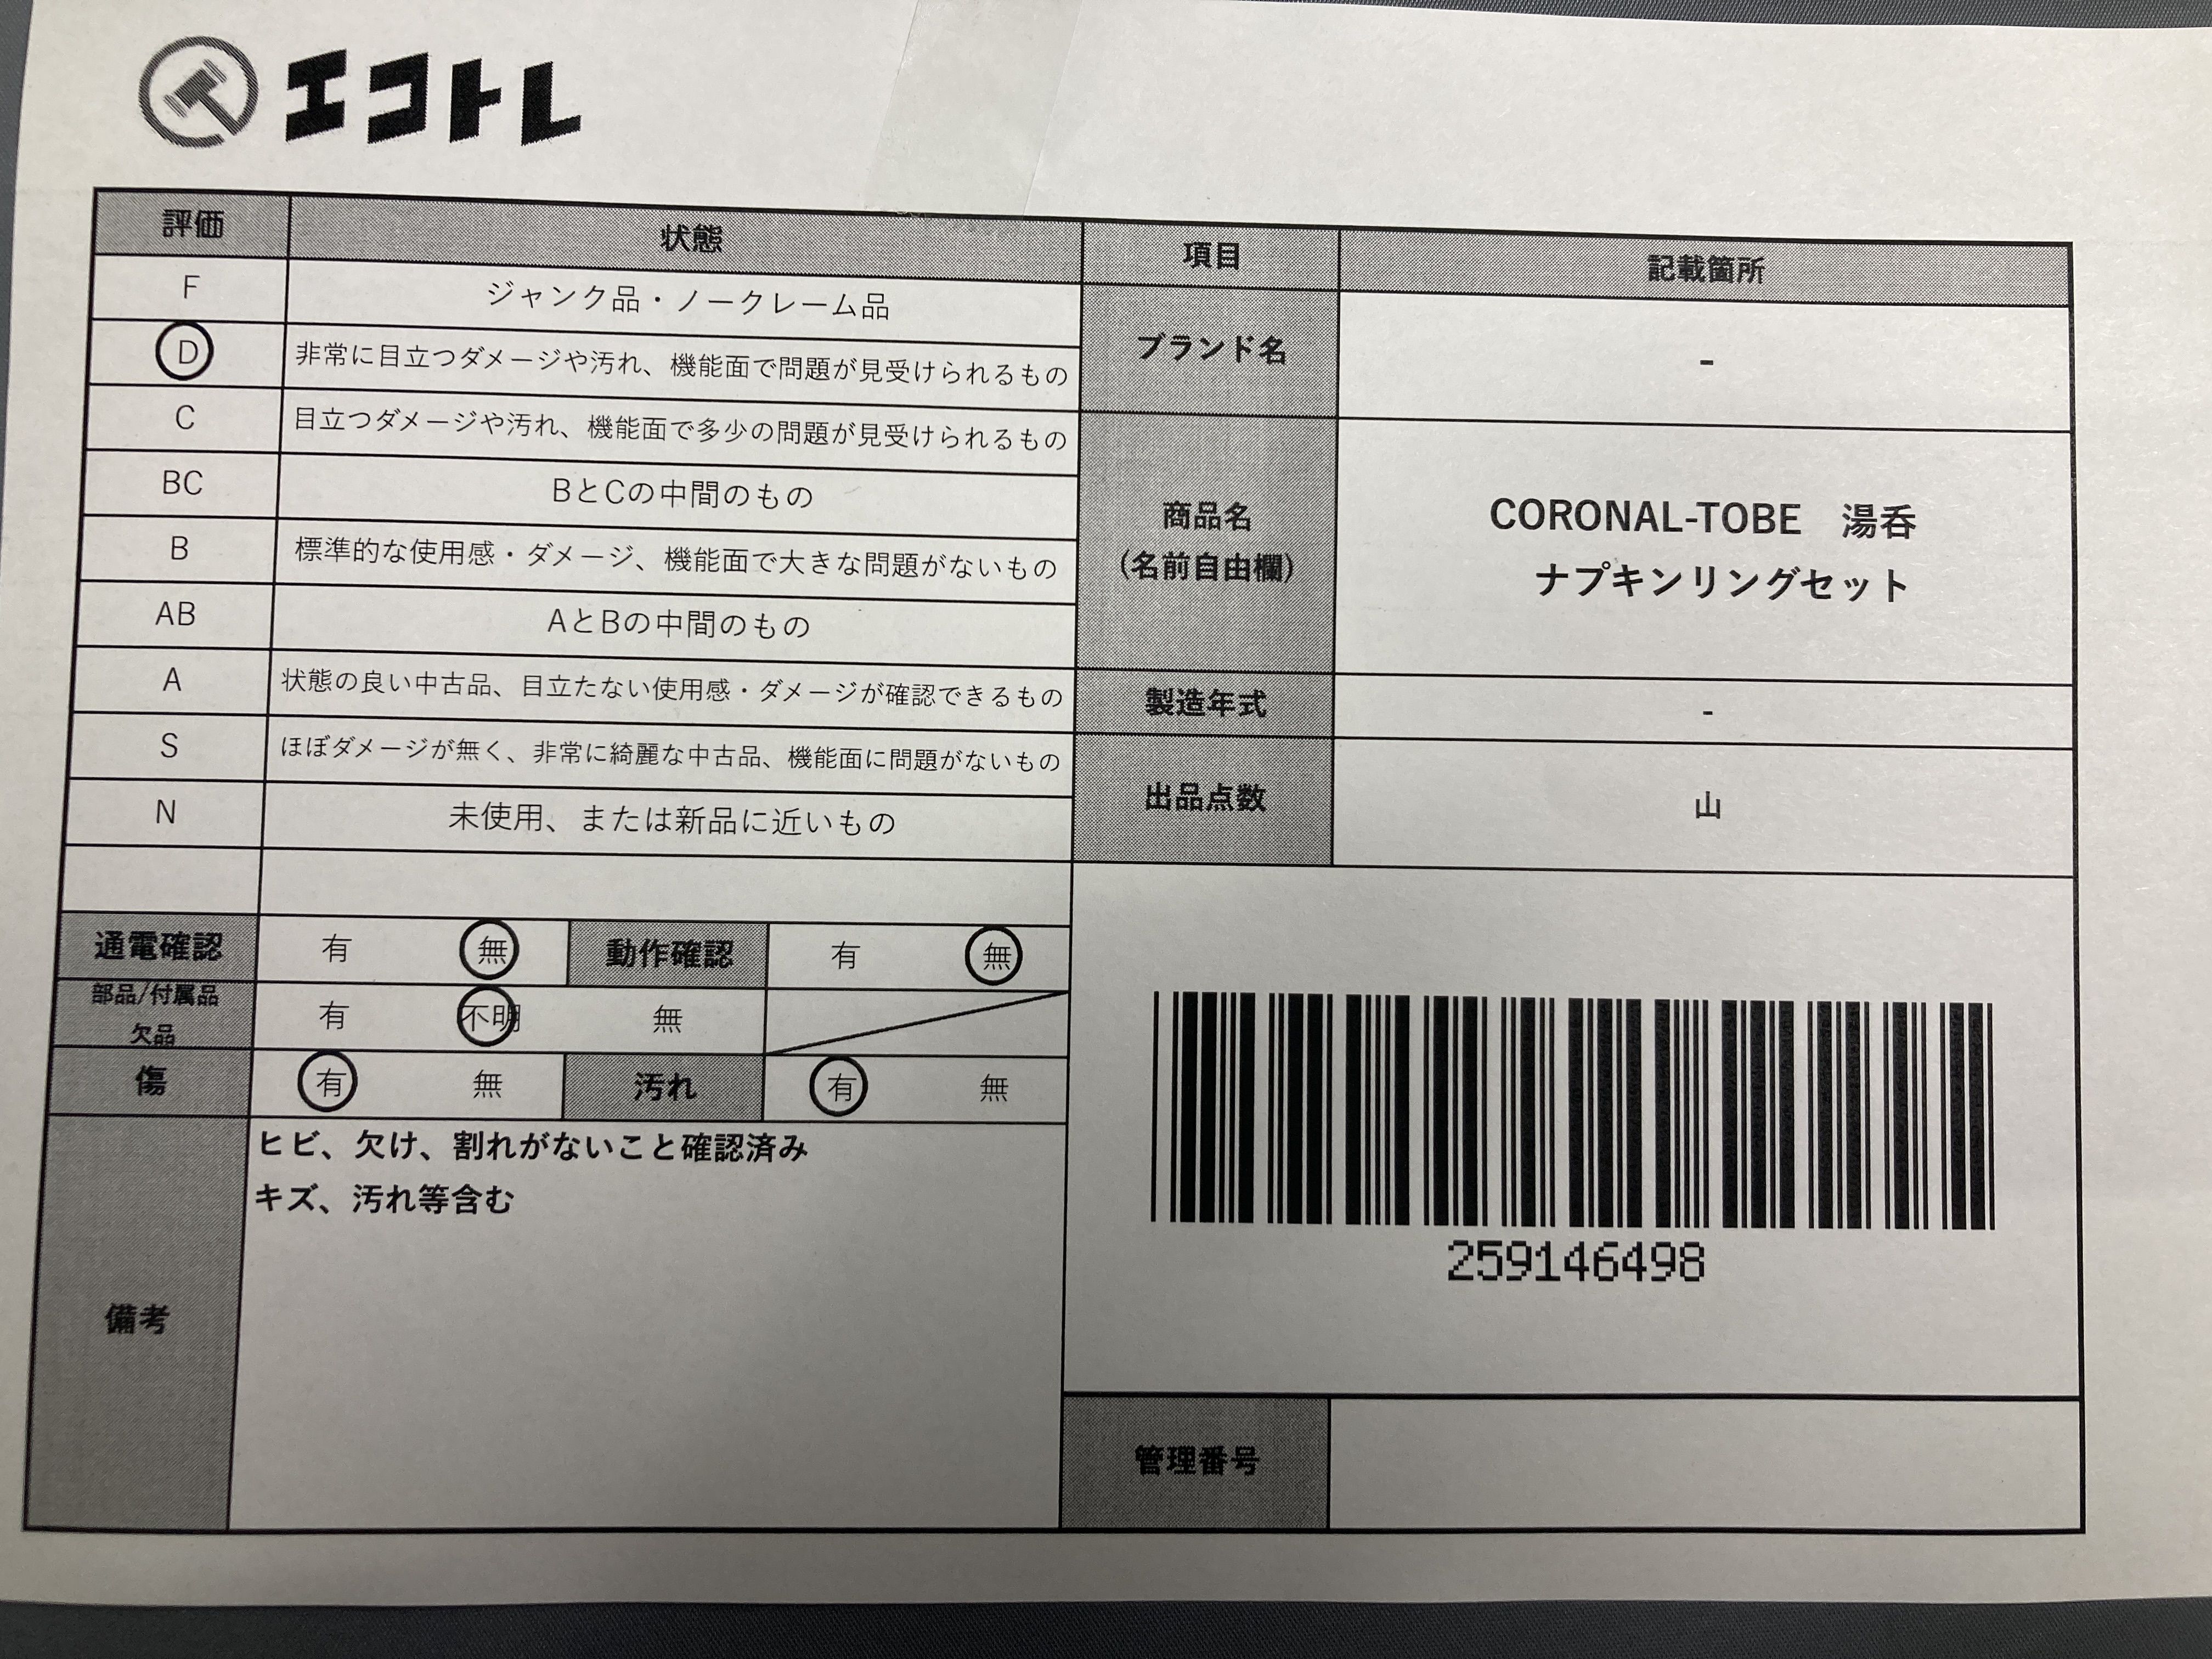 エコトレ
評価 状態 項目 記載箇所
F ジャンク品・ノークレーム品
D 非常に目立つダメージや汚れ、機能面で問題が見受けられるもの
C 目立つダメージや汚れ、機能面で多少の問題が見受けられるもの
BC BとCの中間のもの
B 標準的な使用感・ダメージ、機能面で大きな問題がないもの
AB AとBの中間のもの
A 状態の良い中古品、目立たない使用感・ダメージが確認できるもの
S ほぼダメージが無く、非常に綺麗な中古品、機能面に問題がないもの
N 未使用、または新品に近いもの
ブランド名 -
商品名
(名前自由欄)
CORONAL-TOBE 湯呑
ナプキンリングセット
製造年式 -
出品点数 山
通電確認 有 無 動作確認 有 無
部品/付属品
欠品
有 不明 無
傷 有 無 汚れ 有 無
備考
ヒビ、欠け、割れがないこと確認済み
キズ、汚れ等含む
259146498
管理番号